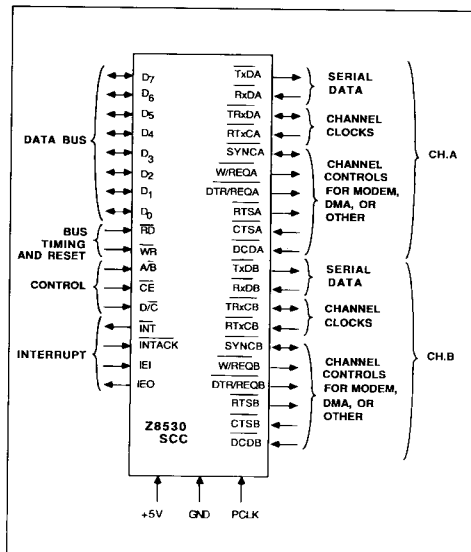 DATA BUS
BUS
TIMING
AND RESET
CONTROL
INTERRUPT
D7
D6
D5
D4
D3
D2
D1
D0
RD
WR
A/B
CE
D/C
INT
INTACK
IEI
IEO
Z8530
SCC
TxDA
RxDA
TRxDA
RTxCA
SYNCA
W/REQA
DTR/REQA
RTSA
CTSA
DCDA
TxDB
RxDB
TRxCB
RTxCB
SYNCB
W/REQB
DTR/REQB
RTSB
CTSB
DCDB
SERIAL
DATA
CHANNEL
CLOCKS
CHANNEL
CONTROLS
FOR MODEM,
DMA, OR
OTHER
CH.A
SERIAL
DATA
CHANNEL
CLOCKS
CHANNEL
CONTROLS
FOR MODEM,
DMA, OR
OTHER
CH.B
+5V GND PCLK